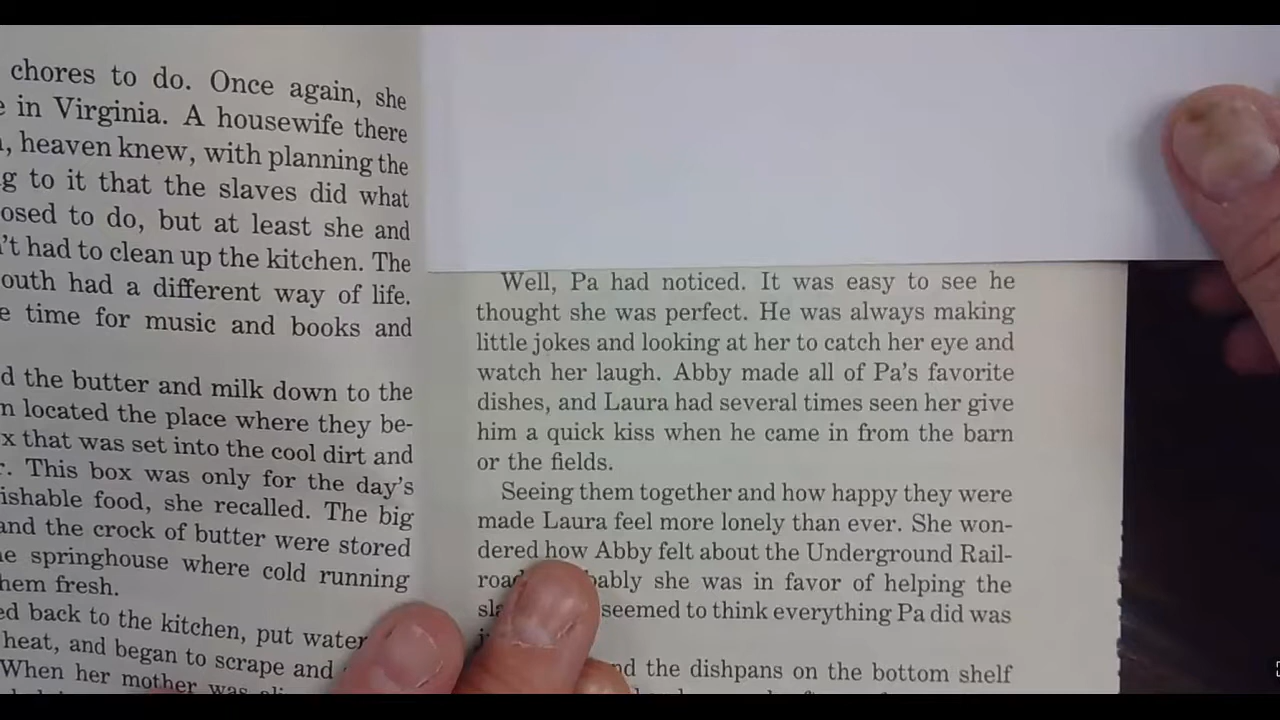 chores to do. Once again, she
in Virginia. A housewife there
heaven knew, with planning the
to it that the slaves did what
to do, but at least she and
had to clean up the kitchen. The
had a different way of life.
time for music and books and
the butter and milk down to the
located the place where they be-
x that was set into the cool dirt and
This box was only for the day's
food, she recalled. The big
and the crock of butter were stored
springhouse where cold running
fresh.
back to the kitchen, put water
heat, and began to scrape and
When her mother was
Well, Pa had noticed. It was easy to see he
thought she was perfect. He was always making
little jokes and looking at her to catch her eye and
watch her laugh. Abby made all of Pa's favorite
dishes, and Laura had several times seen her give
him a quick kiss when he came in from the barn
or the fields.
Seeing them together and how happy they were
made Laura feel more lonely than ever. She won-
dered how Abby felt about the Underground Rail-
she was in favor of helping the
seemed to think everything Pa did was
the dishpans on the bottom shelf